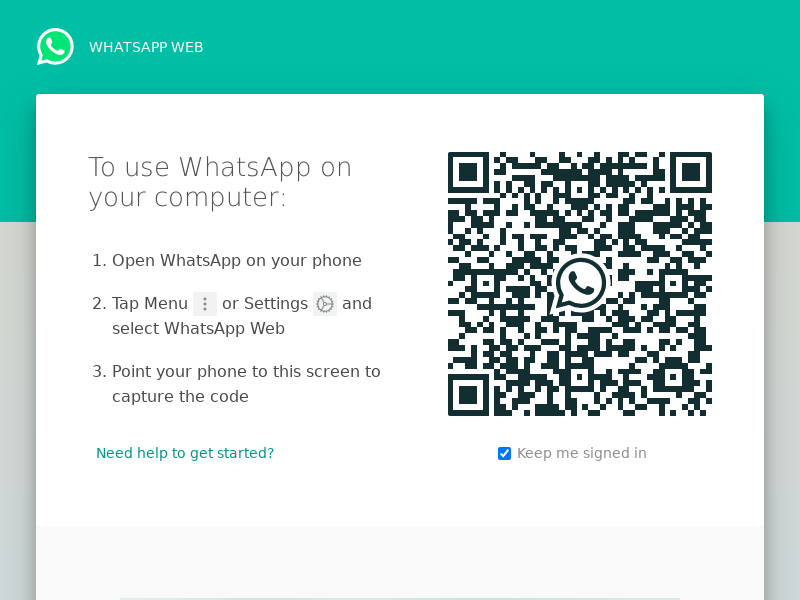 WHATSAPP WEB
To use WhatsApp on
your computer:
1. Open WhatsApp on your phone
2. Tap Menu or Settings and
select WhatsApp Web
3. Point your phone to this screen to
capture the code
Need help to get started?
Keep me signed in